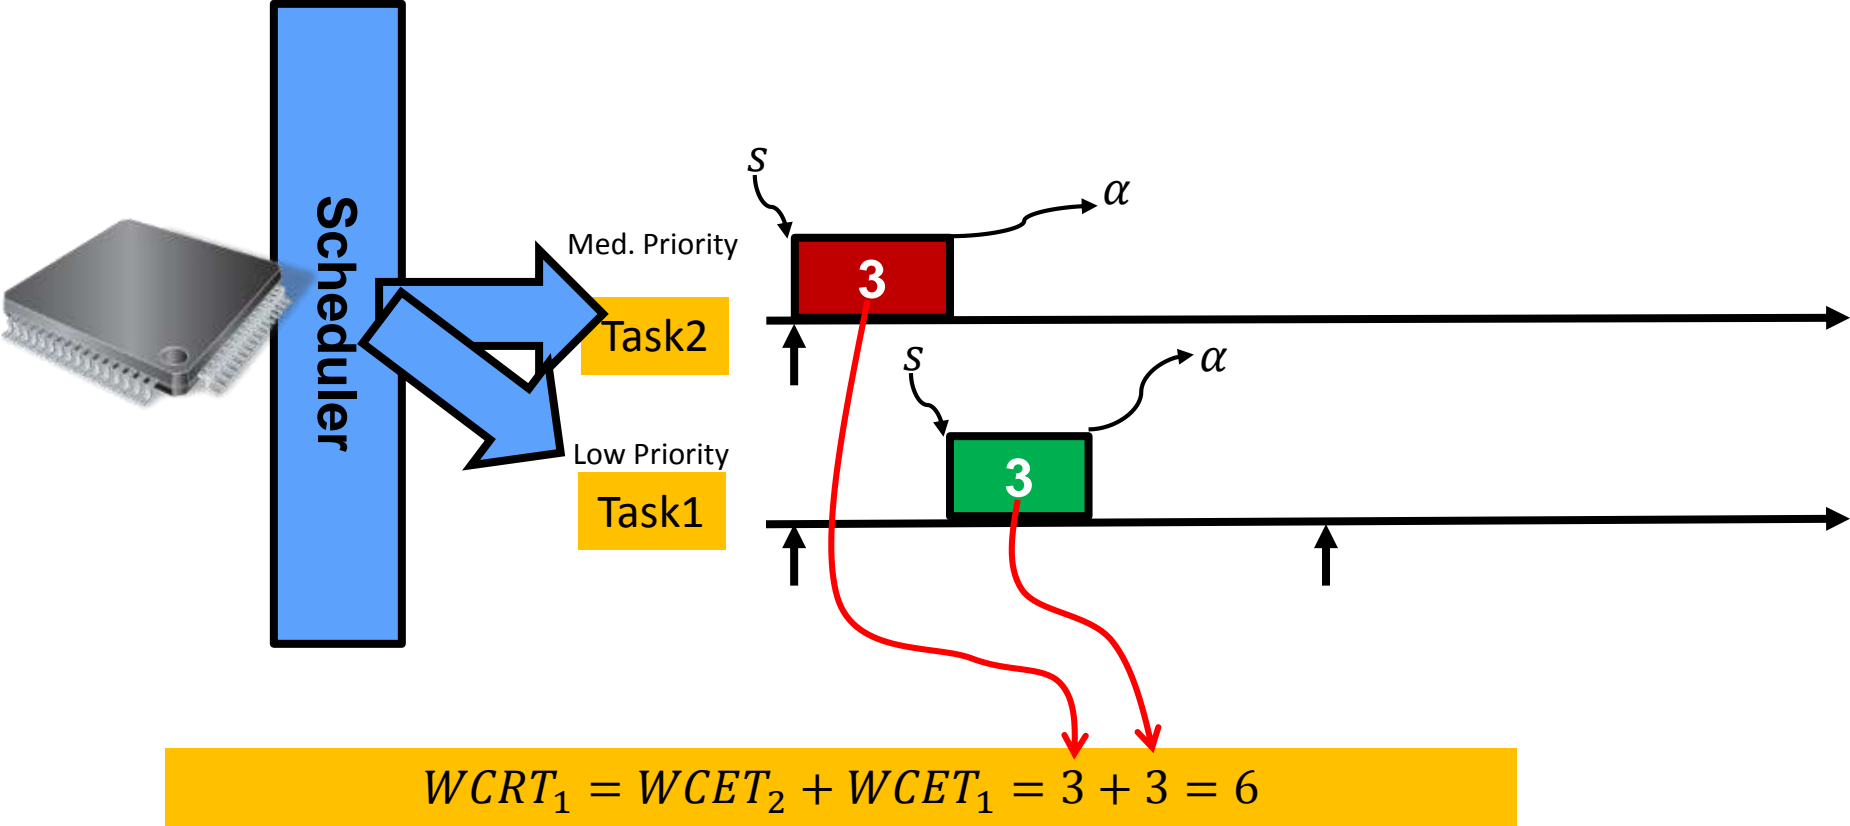 Scheduler
s
α
Med. Priority
3
Task2
s
α
Low Priority
3
Task1
WCRT₁ = WCET₂ + WCET₁ = 3 + 3 = 6